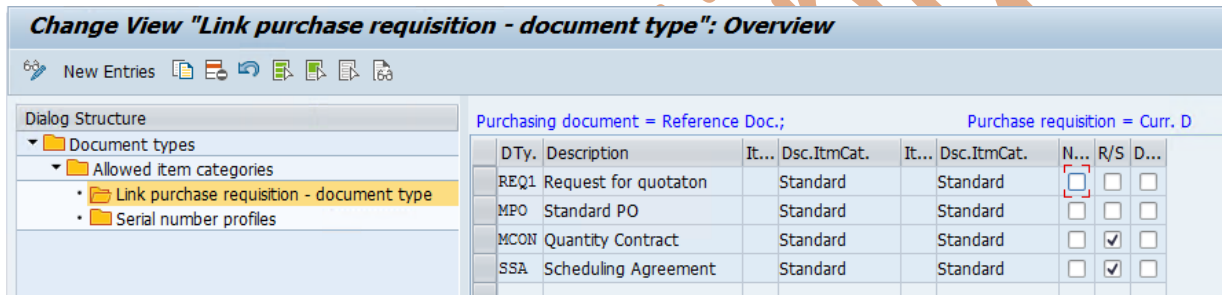 Change View "Link purchase requisition - document type": Overview
New Entries
Dialog Structure
Document types
Allowed item categories
Link purchase requisition - document type
Serial number profiles
Purchasing document = Reference Doc.; Purchase requisition = Curr. D
DTy. Description It... Dsc.ItmCat. It... Dsc.ItmCat. N... R/S D...
REQ1 Request for quotaton Standard Standard
MPO Standard PO Standard Standard
MCON Quantity Contract Standard Standard
SSA Scheduling Agreement Standard Standard